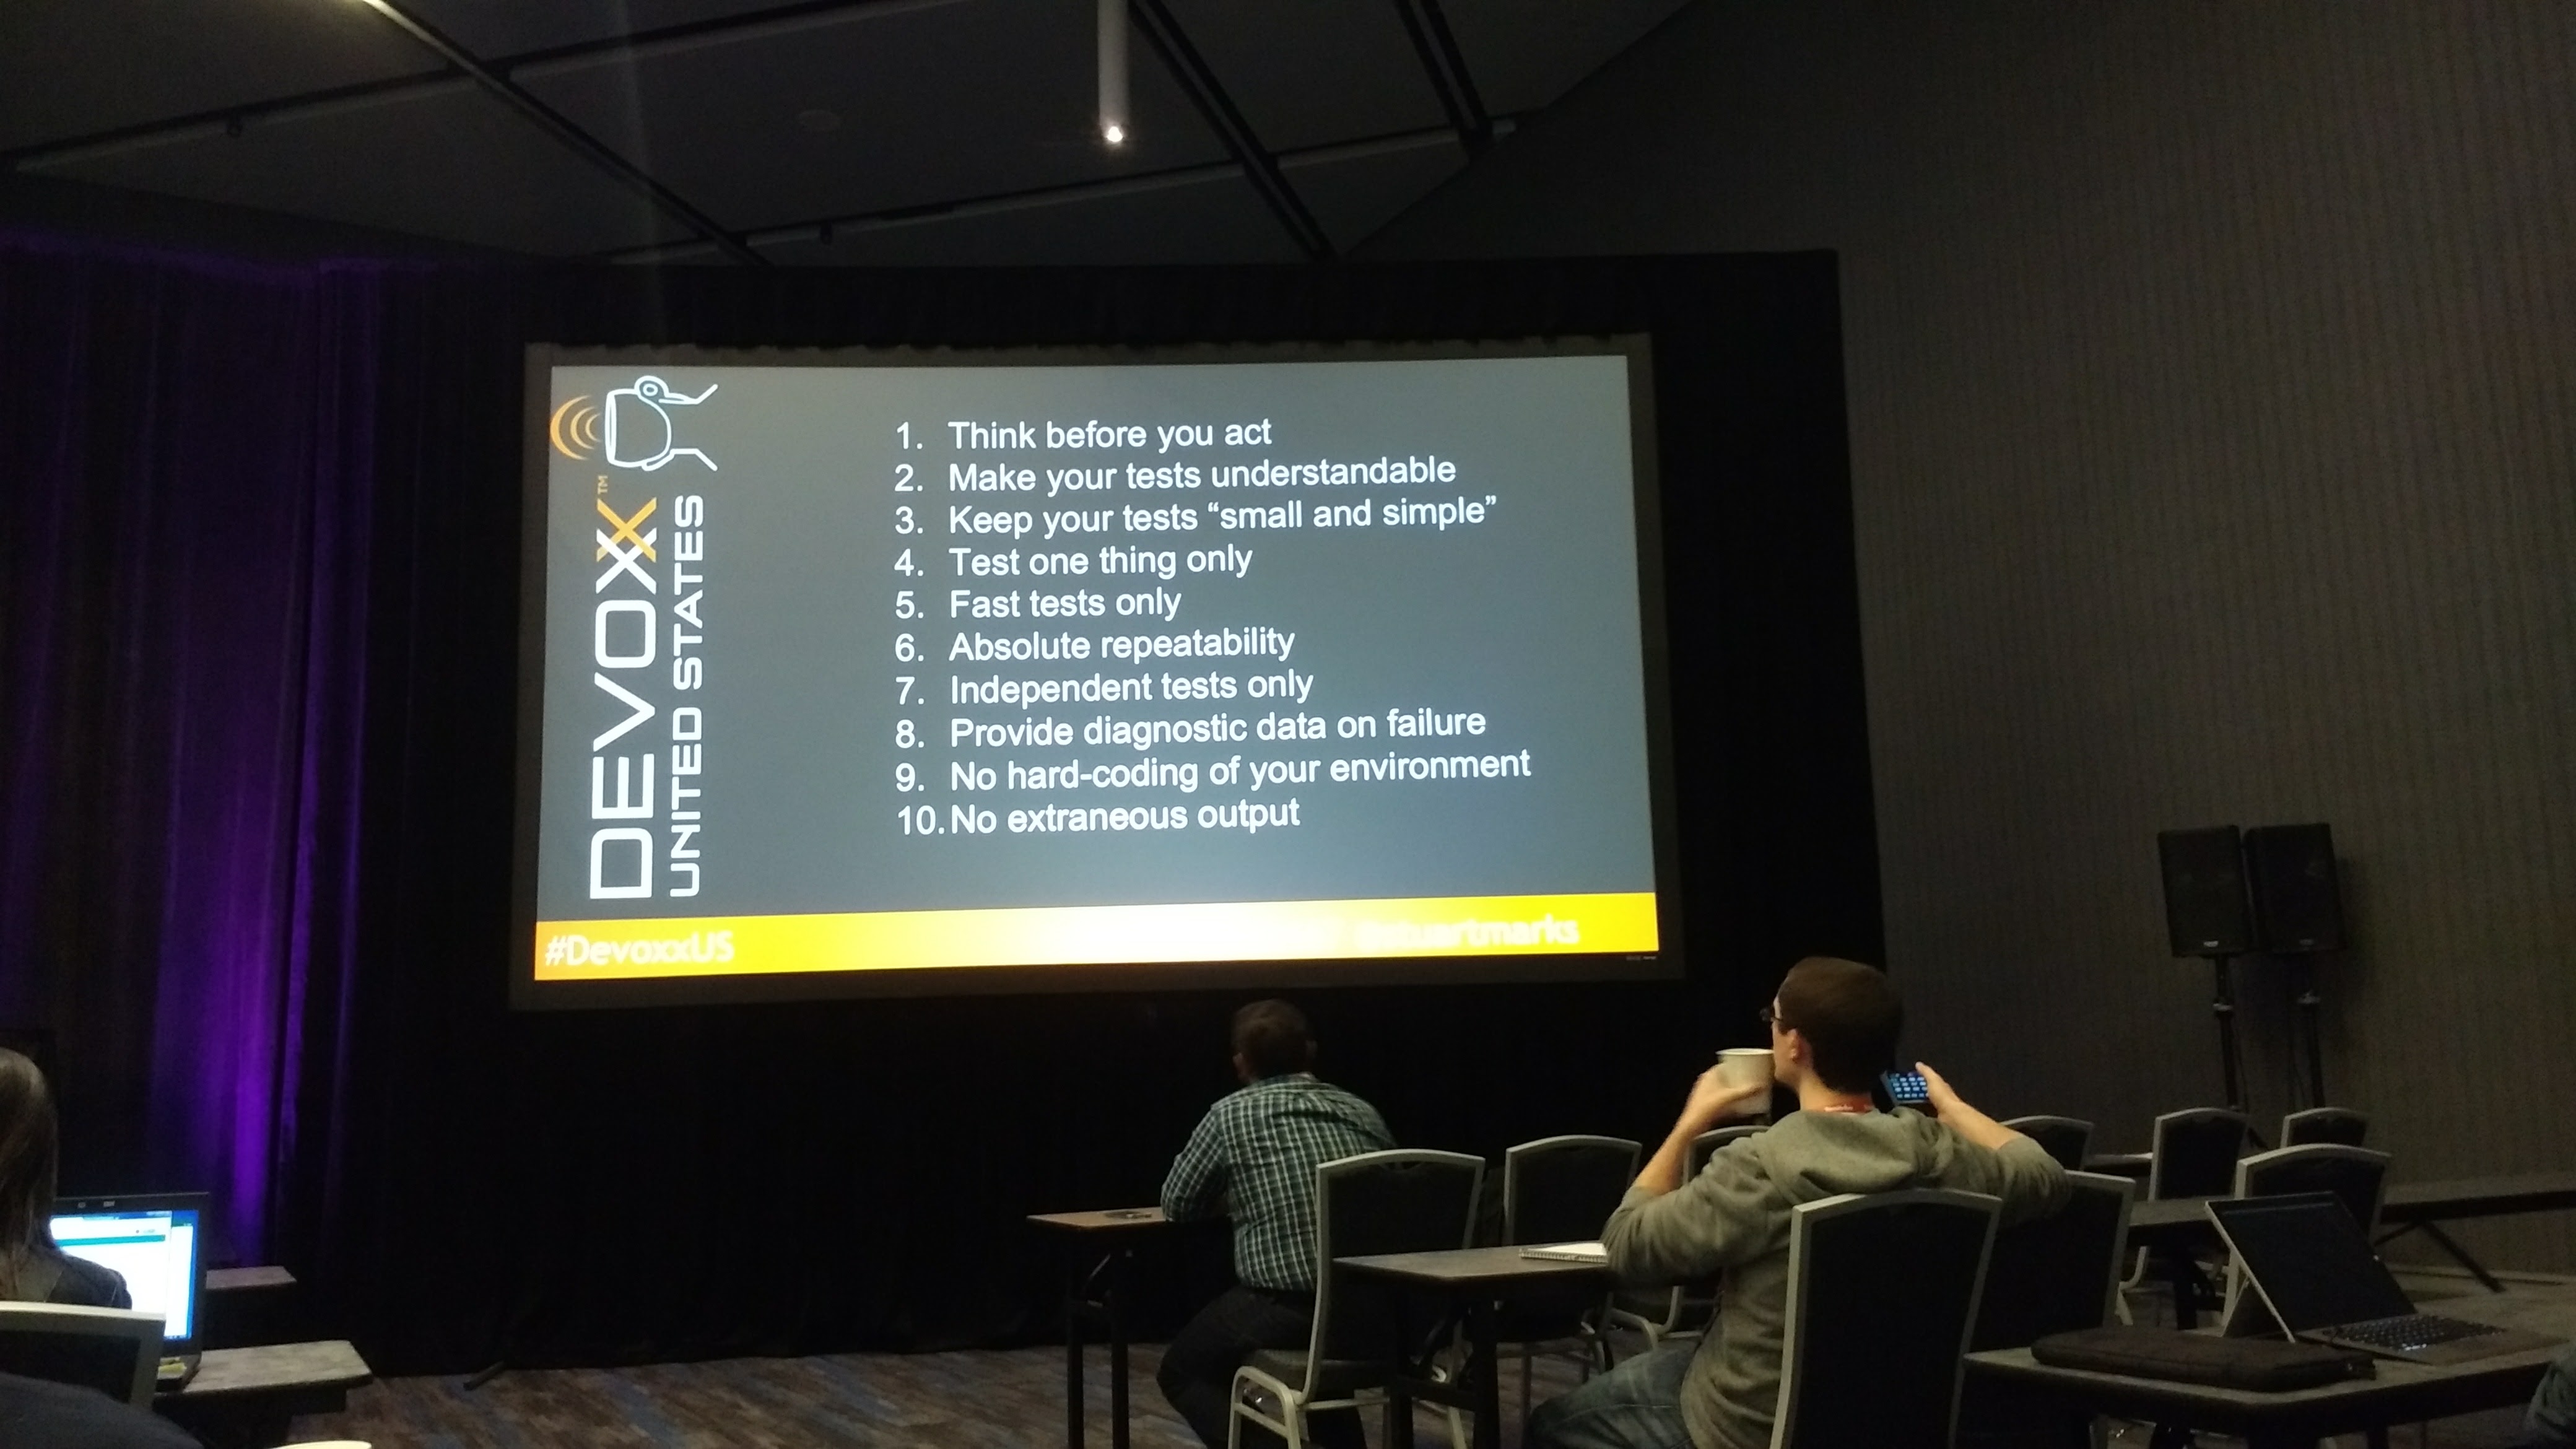 DEVOXX™
UNITED STATES
1. Think before you act
2. Make your tests understandable
3. Keep your tests “small and simple”
4. Test one thing only
5. Fast tests only
6. Absolute repeatability
7. Independent tests only
8. Provide diagnostic data on failure
9. No hard-coding of your environment
10. No extraneous output
#DevoxxUS
@stuartmarks